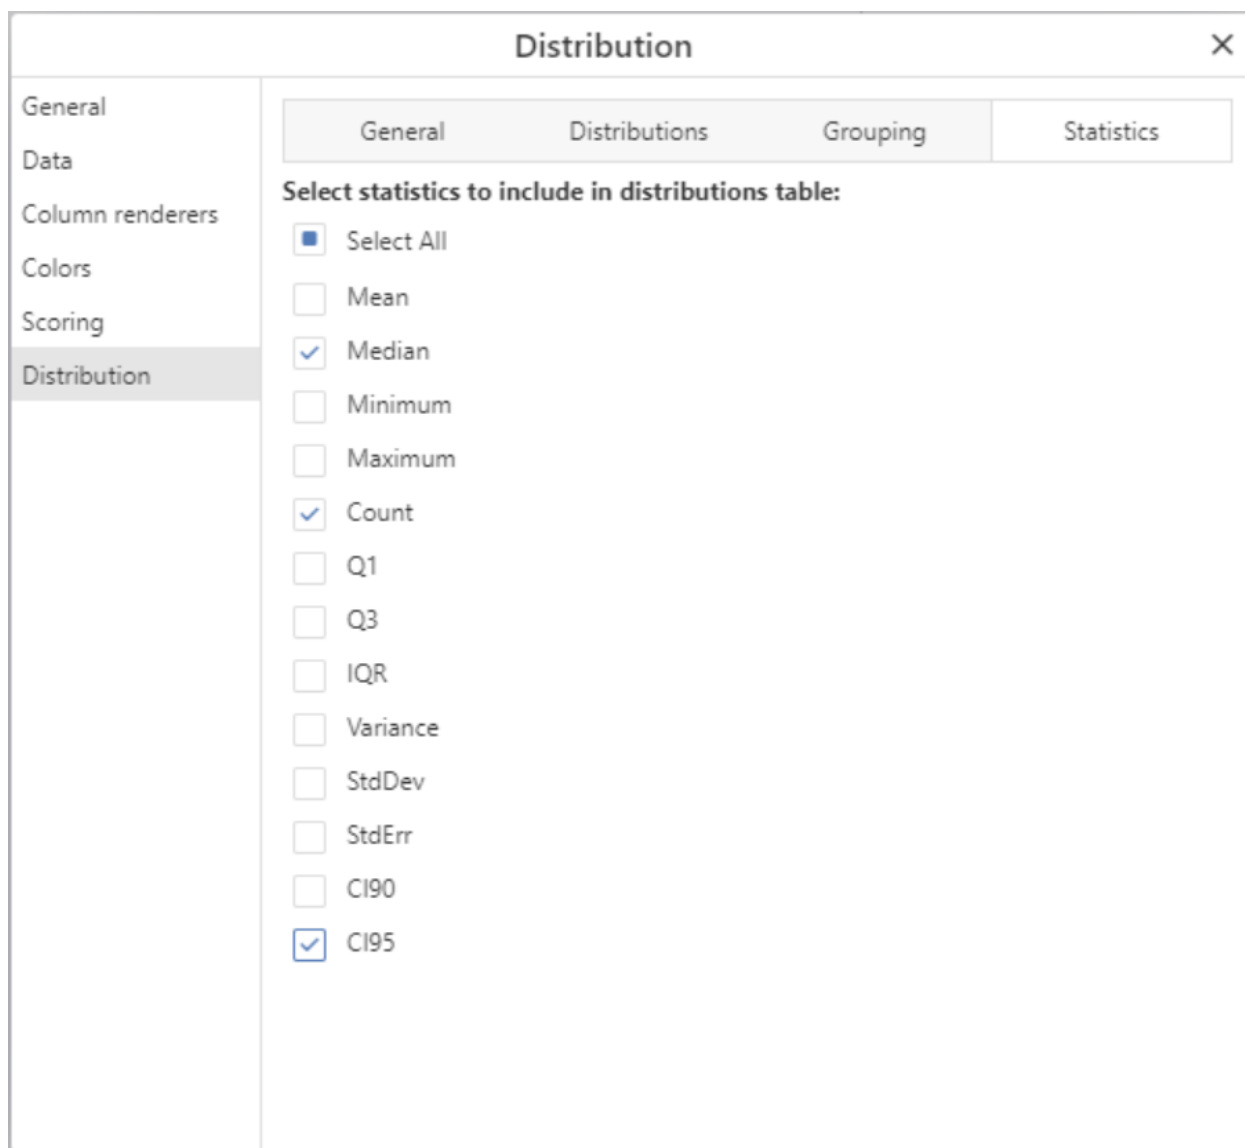 Distribution
General
Data
Column renderers
Colors
Scoring
Distribution
General Distributions Grouping Statistics
Select statistics to include in distributions table:
Select All
Mean
Median
Minimum
Maximum
Count
Q1
Q3
IQR
Variance
StdDev
StdErr
CI90
CI95